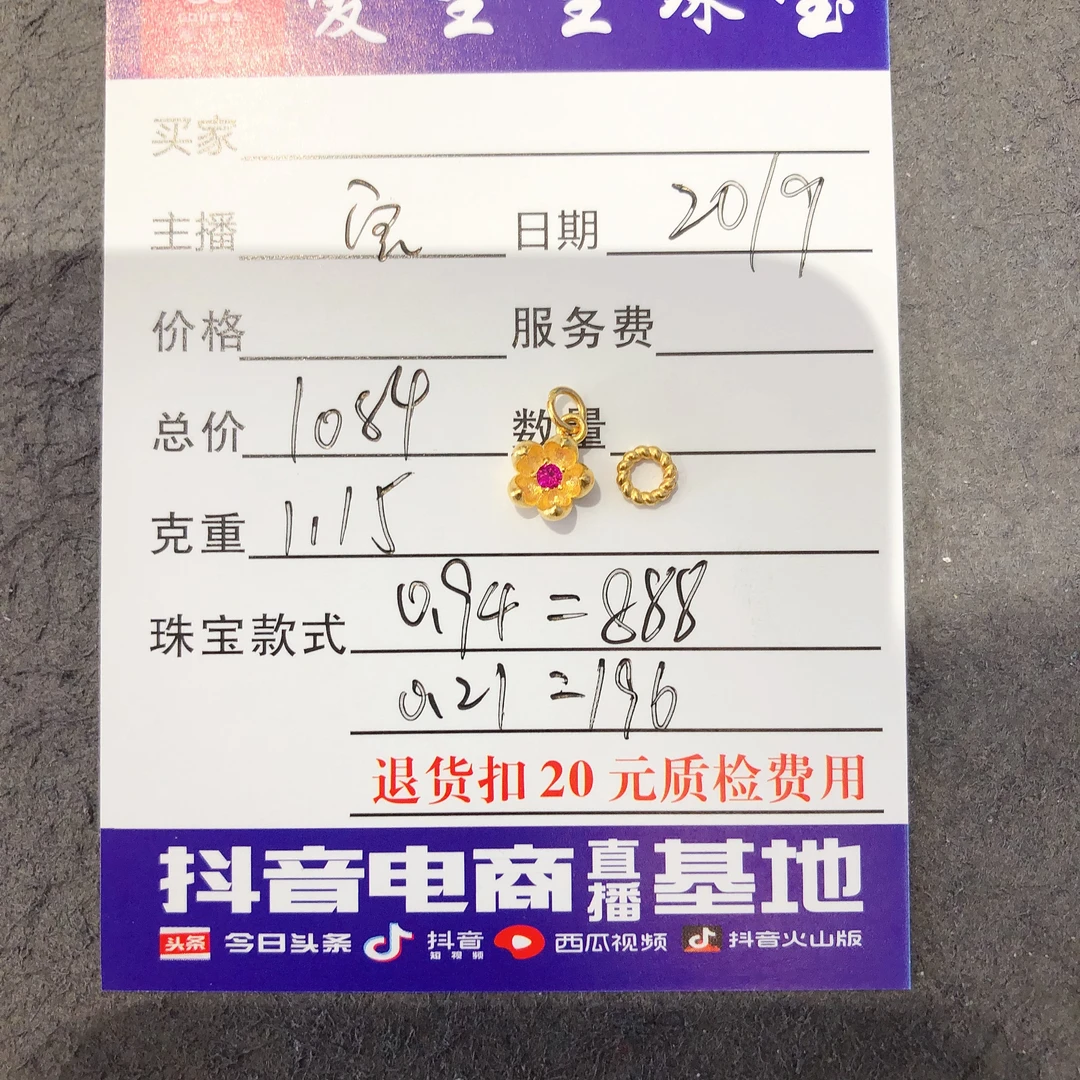 买家
主播 日期 20/9
价格 服务费
总价 1084 数量
克重 1.15
珠宝款式 0.94=888
0.21=196
退货扣20元质检费用
抖音电商直播基地
头条 今日头条 抖音短视频 西瓜视频 抖音火山版